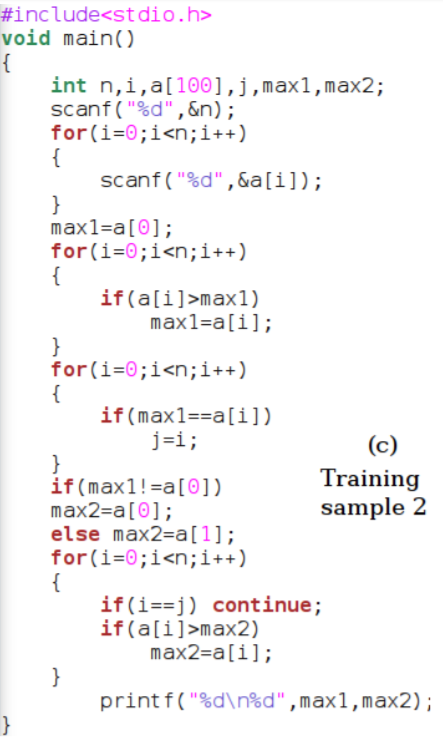 #include<stdio.h>
void main()
{
    int n,i,a[100],j,max1,max2;
    scanf("%d",&n);
    for(i=0;i<n;i++)
    {
        scanf("%d",&a[i]);
    }
    max1=a[0];
    for(i=0;i<n;i++)
    {
        if(a[i]>max1)
            max1=a[i];
    }
    for(i=0;i<n;i++)
    {
        if(max1==a[i])
            j=i;
    }
    if(max1!=a[0])
    max2=a[0];
    else max2=a[1];
    for(i=0;i<n;i++)
    {
        if(i==j) continue;
        if(a[i]>max2)
            max2=a[i];
    }
        printf("%d\n%d",max1,max2);
}
(c)
Training
sample 2